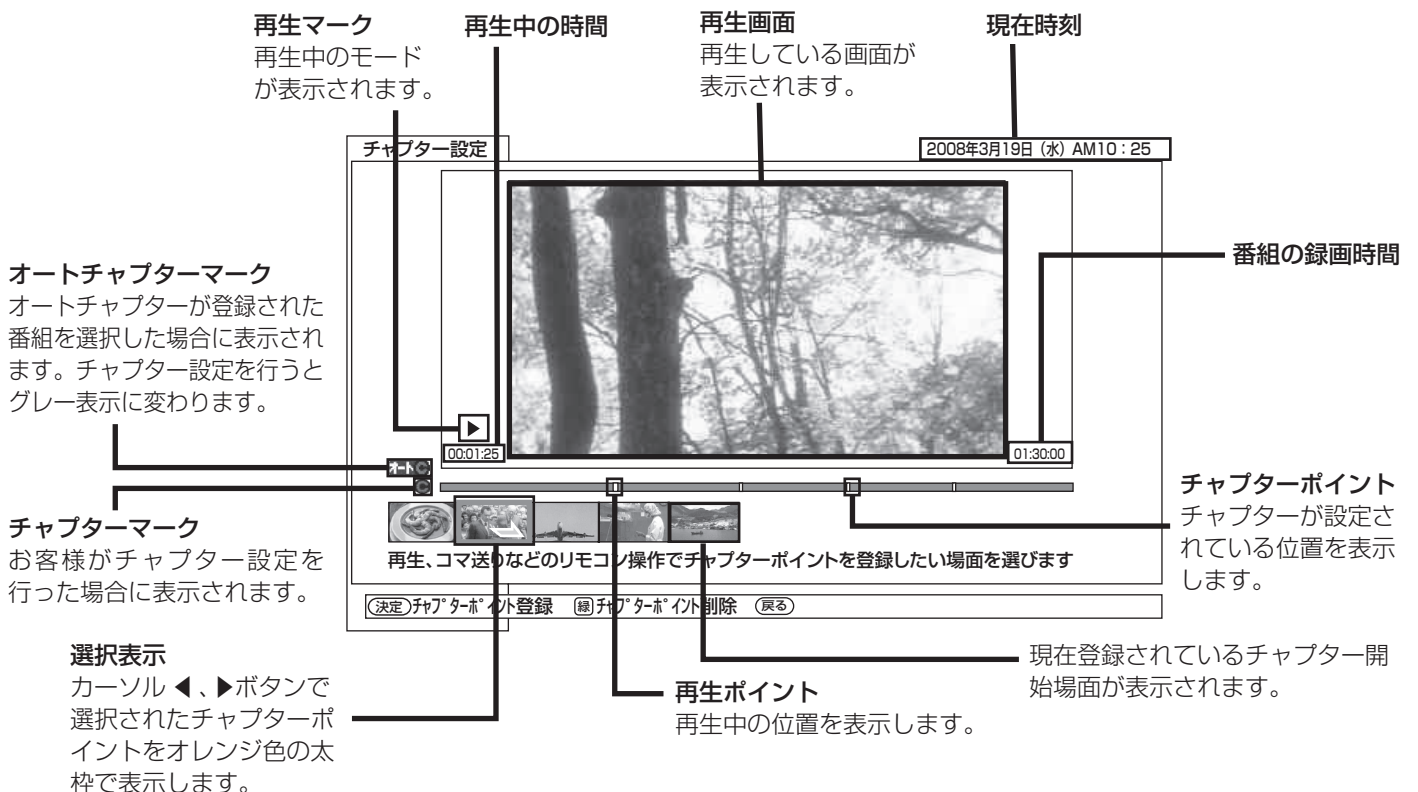 再生マーク
再生中のモード
が表示されます。
再生中の時間
再生画面
再生している画面が
表示されます。
現在時刻
チャプター設定
2008年3月19日（水）AM10：25
番組の録画時間
オートチャプターマーク
オートチャプターが登録された
番組を選択した場合に表示され
ます。チャプター設定を行うと
グレー表示に変わります。
00:01:25
01:30:00
オートC
C
チャプターマーク
お客様がチャプター設定を
行った場合に表示されます。
チャプターポイント
チャプターが設定さ
れている位置を表示
します。
再生、コマ送りなどのリモコン操作でチャプターポイントを登録したい場面を選びます
決定 チャプターポイント登録 緑 チャプターポイント削除 戻る
選択表示
カーソル ◀、▶ボタンで
選択されたチャプターポ
イントをオレンジ色の太
枠で表示します。
再生ポイント
再生中の位置を表示します。
現在登録されているチャプター開
始場面が表示されます。